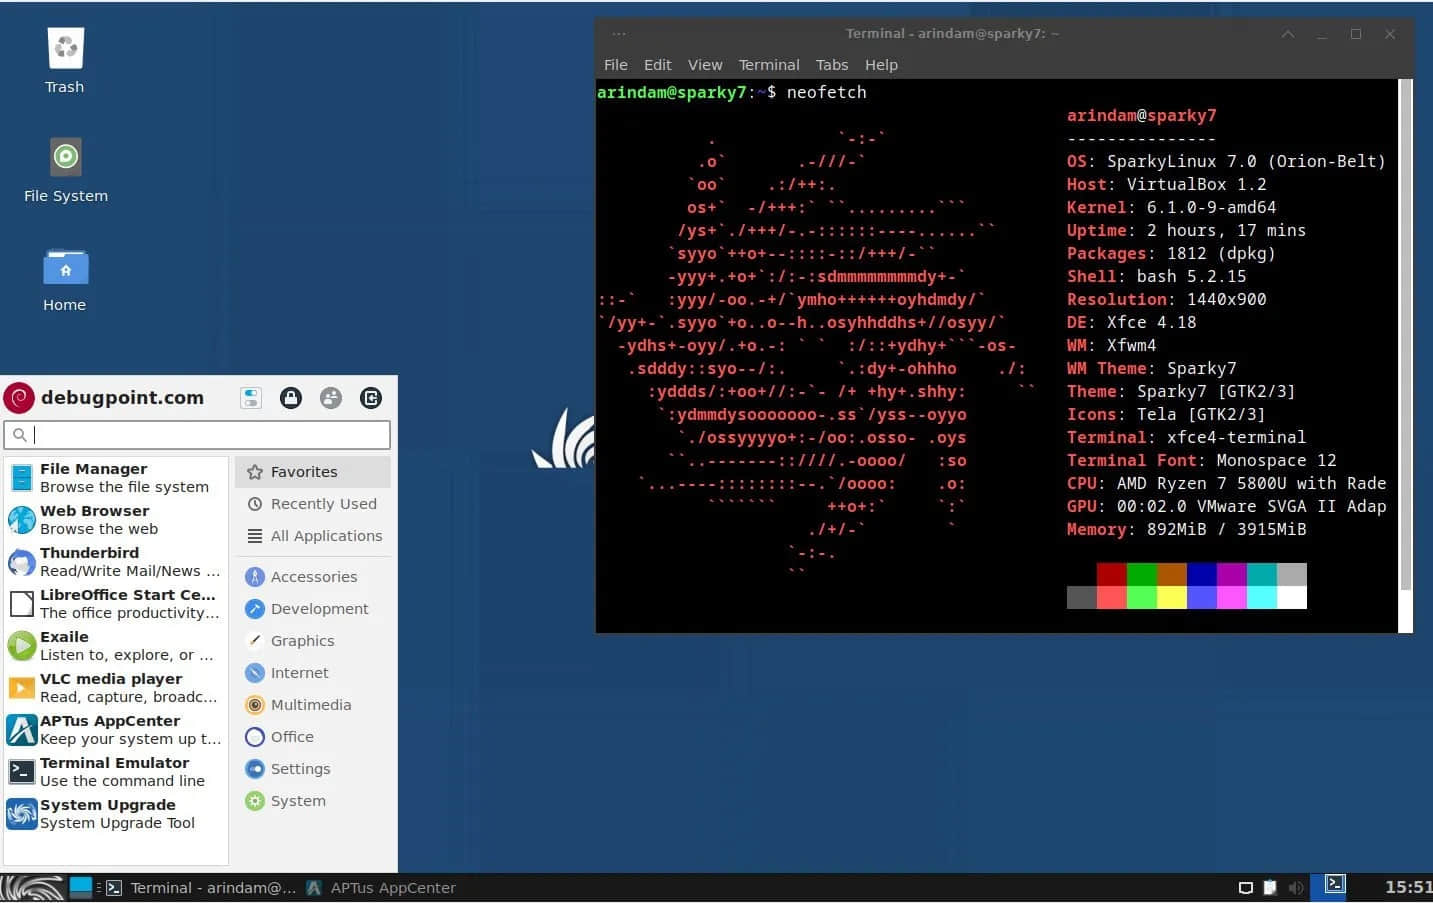 Trash
File System
Home
Terminal - arindam@sparky7: ~
File Edit View Terminal Tabs Help
arindam@sparky7:~$ neofetch
arindam@sparky7
---------------
OS: SparkyLinux 7.0 (Orion-Belt)
Host: VirtualBox 1.2
Kernel: 6.1.0-9-amd64
Uptime: 2 hours, 17 mins
Packages: 1812 (dpkg)
Shell: bash 5.2.15
Resolution: 1440x900
DE: Xfce 4.18
WM: Xfwm4
WM Theme: Sparky7
Theme: Sparky7 [GTK2/3]
Icons: Tela [GTK2/3]
Terminal: xfce4-terminal
Terminal Font: Monospace 12
CPU: AMD Ryzen 7 5800U with Rade
GPU: 00:02.0 VMware SVGA II Adap
Memory: 892MiB / 3915MiB
debugpoint.com
File Manager
Browse the file system
Web Browser
Browse the web
Thunderbird
Read/Write Mail/News ...
LibreOffice Start Ce...
The office productivity...
Exaile
Listen to, explore, or ...
VLC media player
Read, capture, broadc...
APTus AppCenter
Keep your system up t...
Terminal Emulator
Use the command line
System Upgrade
System Upgrade Tool
Favorites
Recently Used
All Applications
Accessories
Development
Graphics
Internet
Multimedia
Office
Settings
System
Terminal - arindam@...
APTus AppCenter
15:51